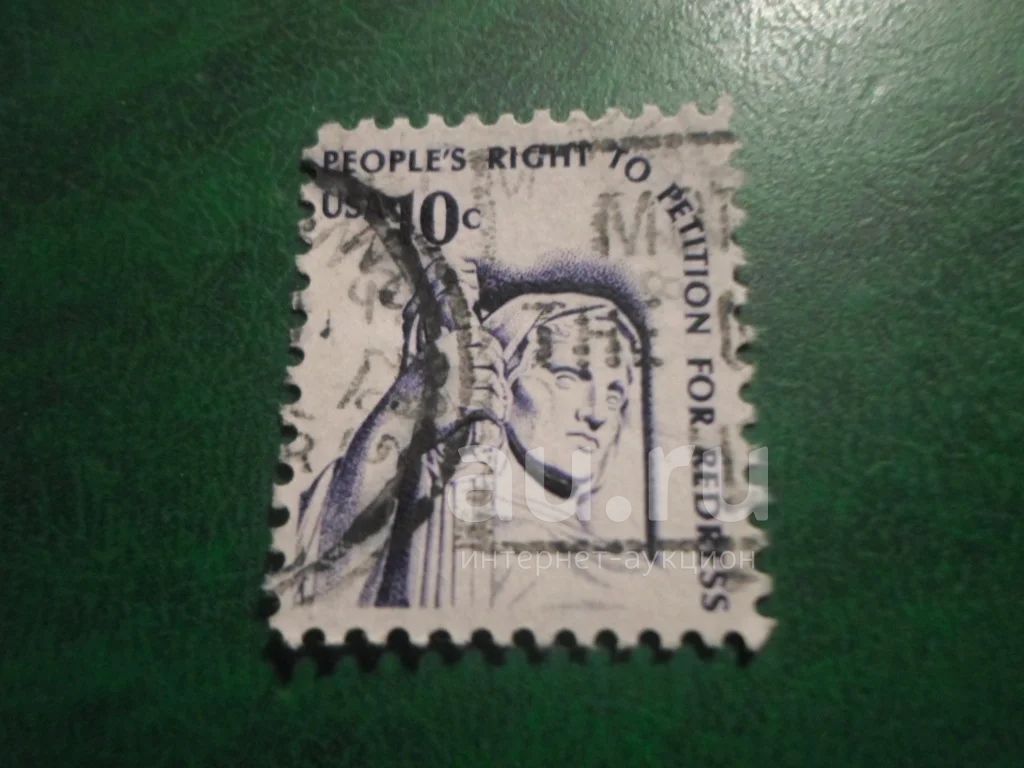 PEOPLE'S RIGHT TO PETITION FOR REDRESS
USA 10c
M
au.ru
интернет-аукцион